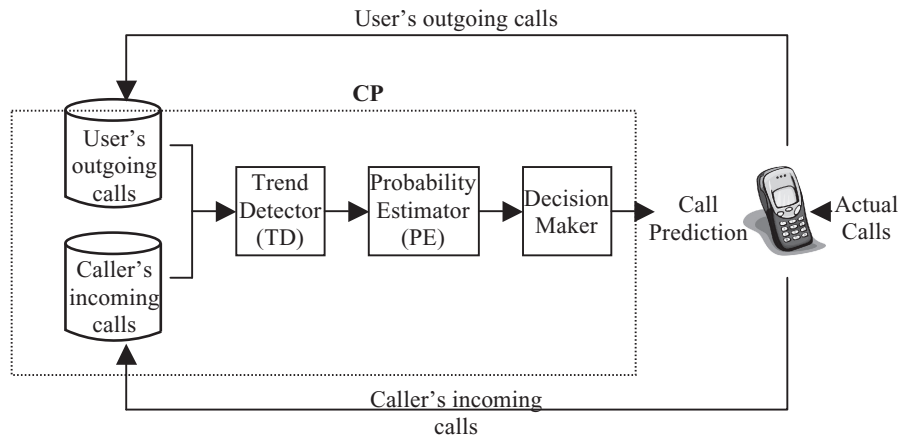 User's outgoing calls
CP
User's
outgoing
calls
Trend
Detector
(TD)
Probability
Estimator
(PE)
Decision
Maker
Call
Prediction
Actual
Calls
Caller's
incoming
calls
Caller's incoming
calls